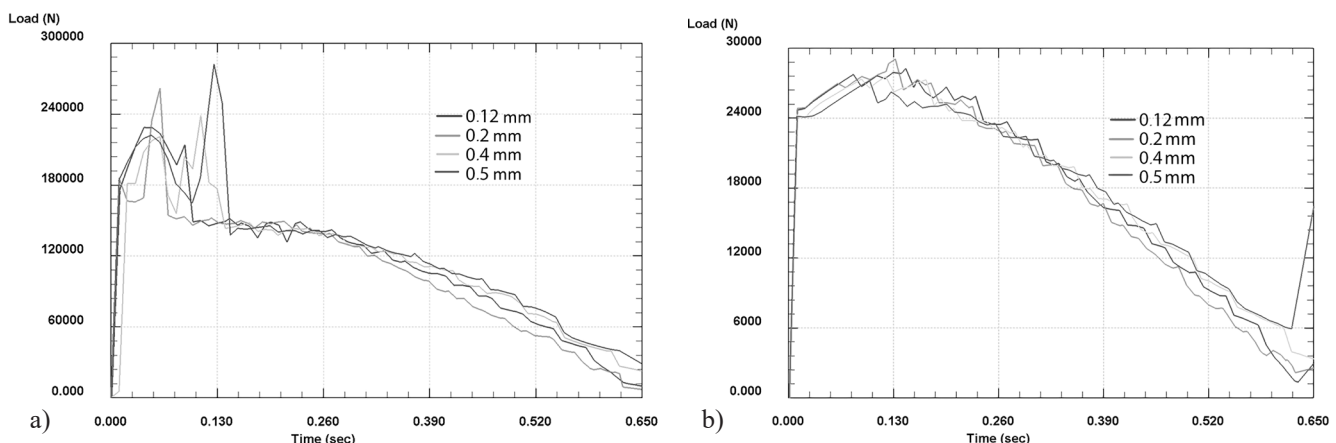 Load (N)
300000
240000
180000
120000
60000
0.000
0.12 mm
0.2 mm
0.4 mm
0.5 mm
0.000 0.130 0.260 0.390 0.520 0.650
Time (sec)
a)
Load (N)
30000
24000
18000
12000
6000
0.000
0.12 mm
0.2 mm
0.4 mm
0.5 mm
0.000 0.130 0.260 0.390 0.520 0.650
Time (sec)
b)